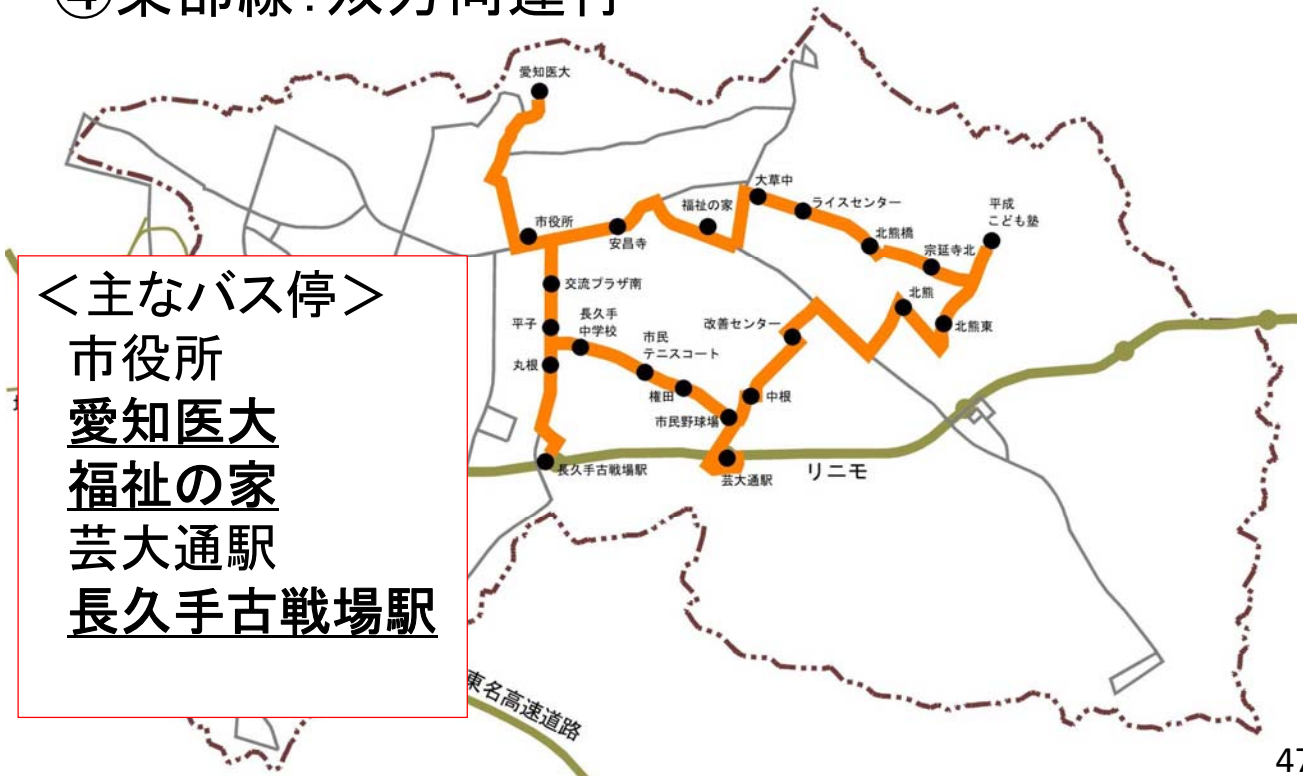 ④東部線:双方向運行
愛知医大
大草中
福祉の家
ライスセンター
平成
こども塾
市役所
安昌寺
北熊橋
宗延寺北
交流プラザ南
北熊
長久手
中学校
平子
市民
テニスコート
改善センター
北熊東
丸根
権田
中根
市民野球場
長久手古戦場駅
芸大通駅
リニモ
<主なバス停>
市役所
愛知医大
福祉の家
芸大通駅
長久手古戦場駅
東名高速道路
47